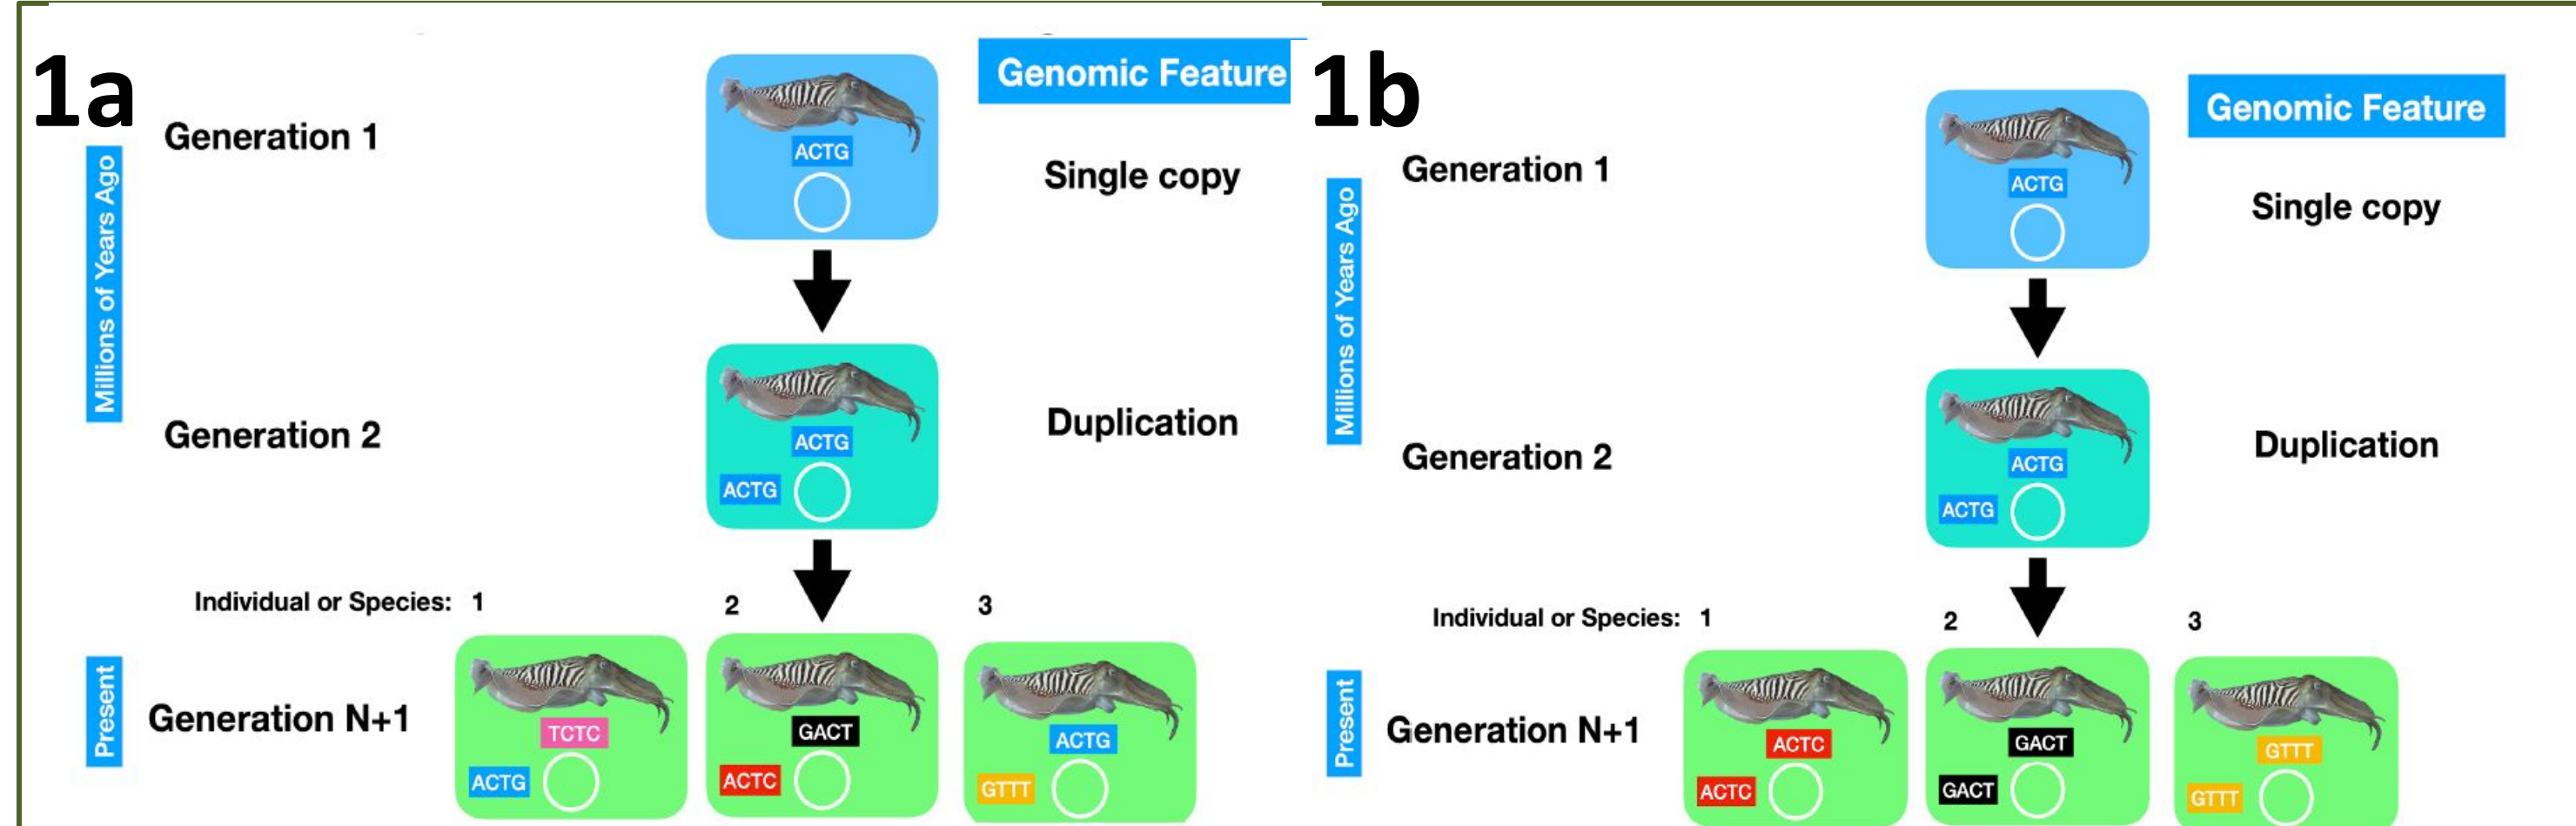 1a
Genomic Feature
Generation 1
ACTG
Single copy
Millions of Years Ago
Generation 2
ACTG
ACTG
Duplication
Individual or Species: 1 2 3
Present
Generation N+1
TCTC
ACTG
GACT
ACTC
ACTG
GTTT
1b
Genomic Feature
Generation 1
ACTG
Single copy
Millions of Years Ago
Generation 2
ACTG
ACTG
Duplication
Individual or Species: 1 2 3
Present
Generation N+1
ACTC
ACTC
GACT
GACT
GTTT
GTTT